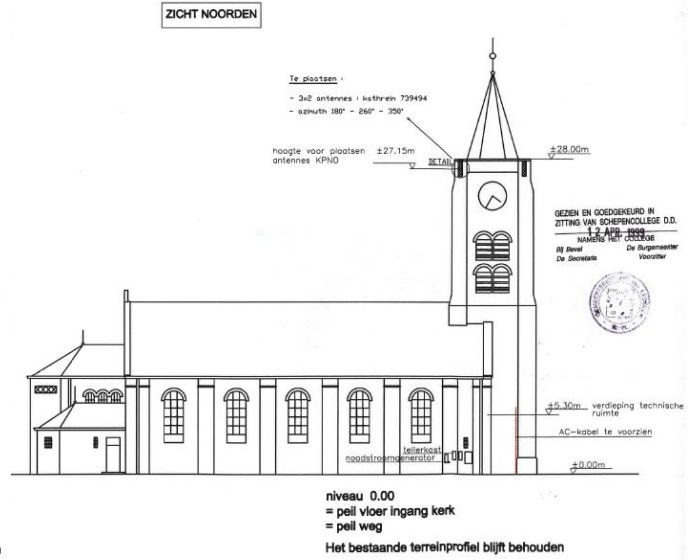 ZICHT NOORDEN
Te plaatsen :
- 3x2 antennes : kathrein 739494
- azimuth 180° - 260° - 350°
hoogte voor plaatsen
antennes KPNO
±27.15m
DETAIL
±28.00m
GEZIEN EN GOEDGEKEURD IN
ZITTING VAN SCHEPENCOLLEGE D.D.
12 APR. 1999
NAMENS HET COLLEGE
Bij Bevel
De Burgemeester
De Secretaris
Voorzitter
±5.30m
verdieping technische
ruimte
AC-kabel te voorzien
tellerkast
noodstroomgenerator
±0.00m
niveau 0.00
= peil vloer ingang kerk
= peil weg
Het bestaande terreinprofiel blijft behouden